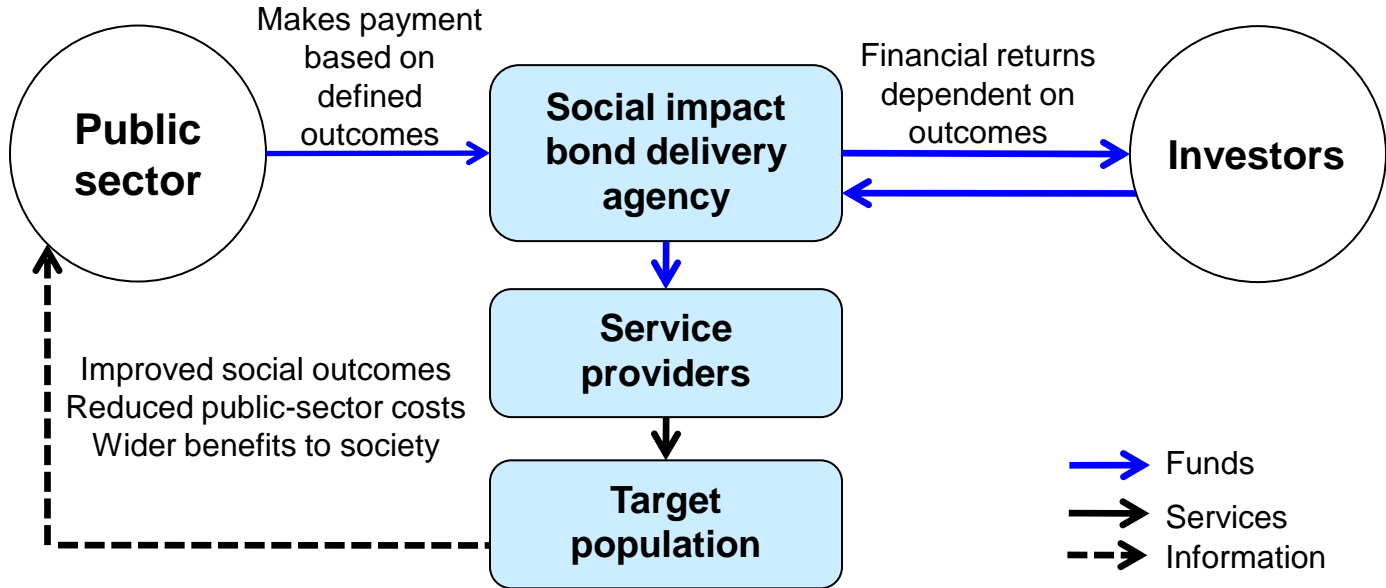 Makes payment
based on
defined
outcomes
Public
sector
Social impact
bond delivery
agency
Financial returns
dependent on
outcomes
Investors
Service
providers
Improved social outcomes
Reduced public-sector costs
Wider benefits to society
Target
population
Funds
Services
Information